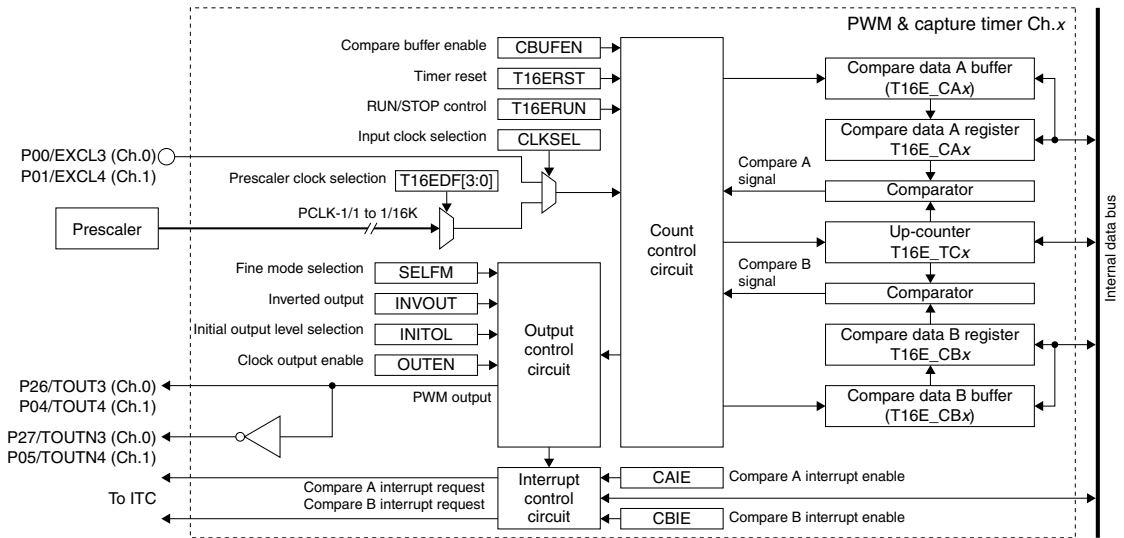 PWM & capture timer Ch.x
Compare buffer enable
CBUFEN
Timer reset
T16ERST
RUN/STOP control
T16ERUN
Input clock selection
CLKSEL
P00/EXCL3 (Ch.0)
P01/EXCL4 (Ch.1)
Prescaler clock selection
T16EDF[3:0]
Prescaler
PCLK-1/1 to 1/16K
Count
control
circuit
Compare data A buffer
(T16E_CAx)
Compare data A register
T16E_CAx
Compare A
signal
Comparator
Up-counter
T16E_TCx
Compare B
signal
Comparator
Compare data B register
T16E_CBx
Compare data B buffer
(T16E_CBx)
Internal data bus
Fine mode selection
SELFM
Inverted output
INVOUT
Initial output level selection
INITOL
Clock output enable
OUTEN
Output
control
circuit
P26/TOUT3 (Ch.0)
P04/TOUT4 (Ch.1)
PWM output
P27/TOUTN3 (Ch.0)
P05/TOUTN4 (Ch.1)
To ITC
Compare A interrupt request
Compare B interrupt request
Interrupt
control
circuit
CAIE
Compare A interrupt enable
CBIE
Compare B interrupt enable